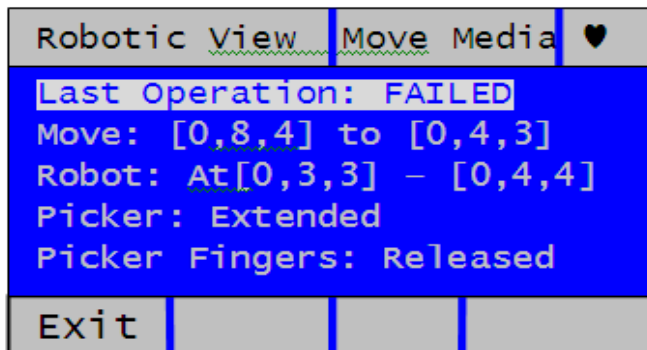 Robotic View Move Media ♥
Last Operation: FAILED
Move: [0,8,4] to [0,4,3]
Robot: At[0,3,3] – [0,4,4]
Picker: Extended
Picker Fingers: Released
Exit